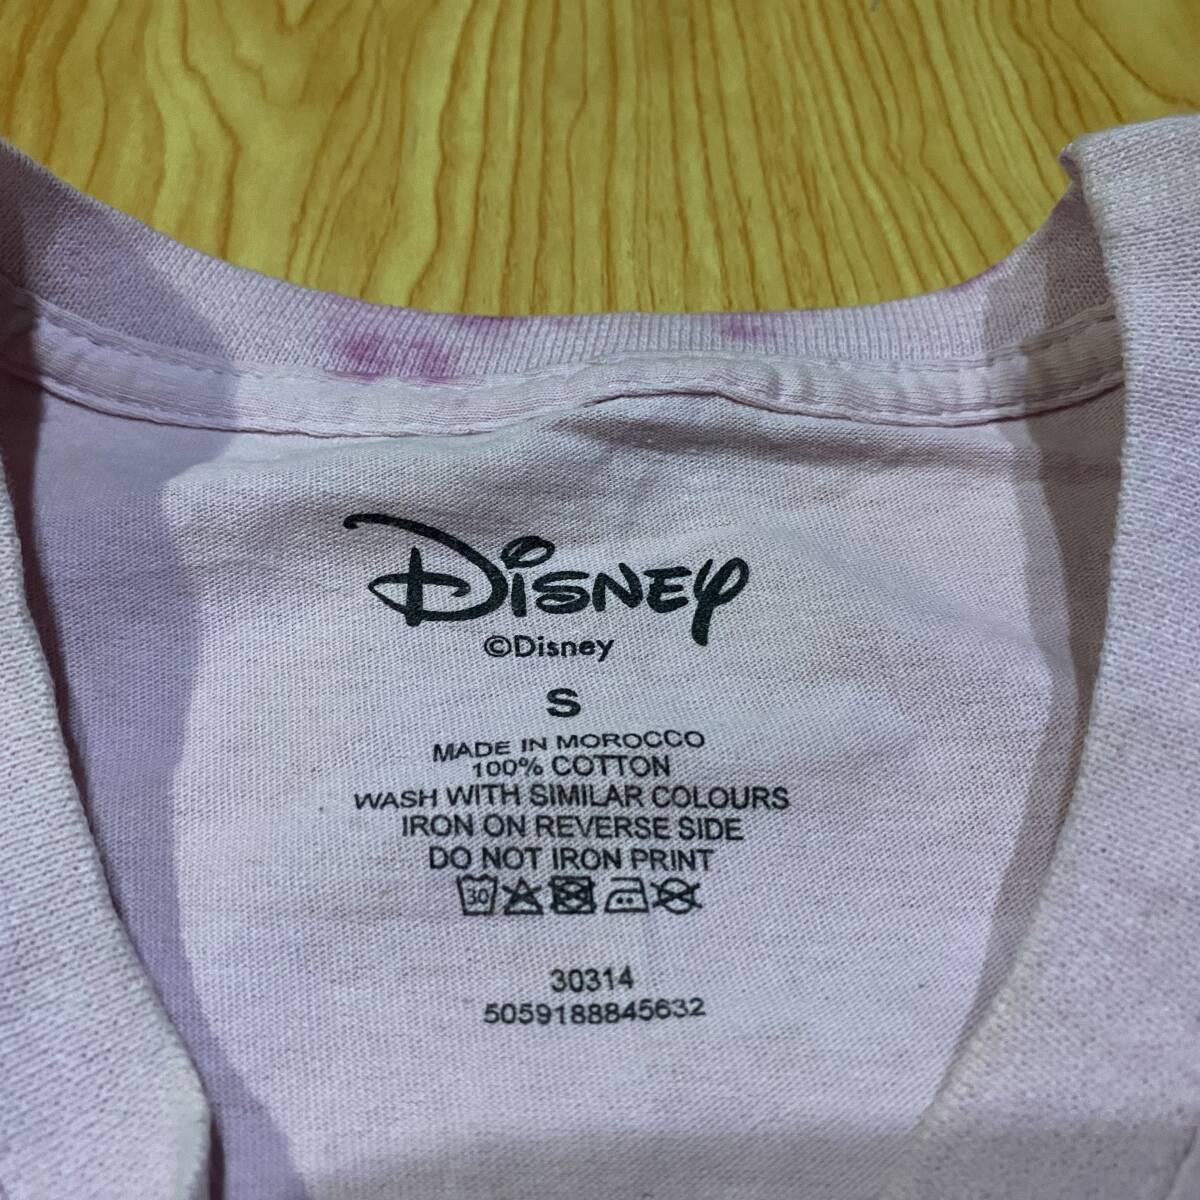 Disney
©Disney
S
MADE IN MOROCCO
100% COTTON
WASH WITH SIMILAR COLOURS
IRON ON REVERSE SIDE
DO NOT IRON PRINT
30
30314
5059188845632